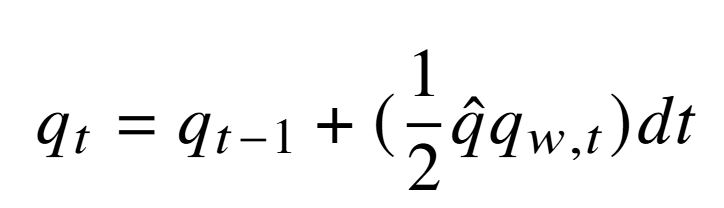 $q_t = q_{t-1} + (\frac{1}{2}\hat{q}q_{w,t})dt$